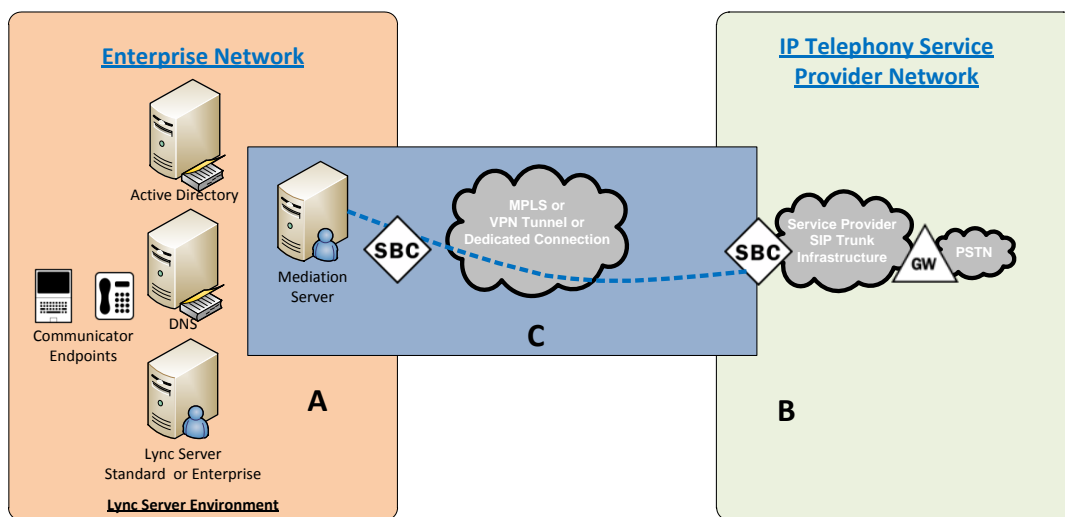 Enterprise Network
Active Directory
DNS
Communicator
Endpoints
Lync Server
Standard or Enterprise
Lync Server Environment
A
Mediation
Server
SBC
MPLS or
VPN Tunnel or
Dedicated Connection
C
IP Telephony Service
Provider Network
SBC
Service Provider
SIP Trunk
Infrastructure
GW
PSTN
B